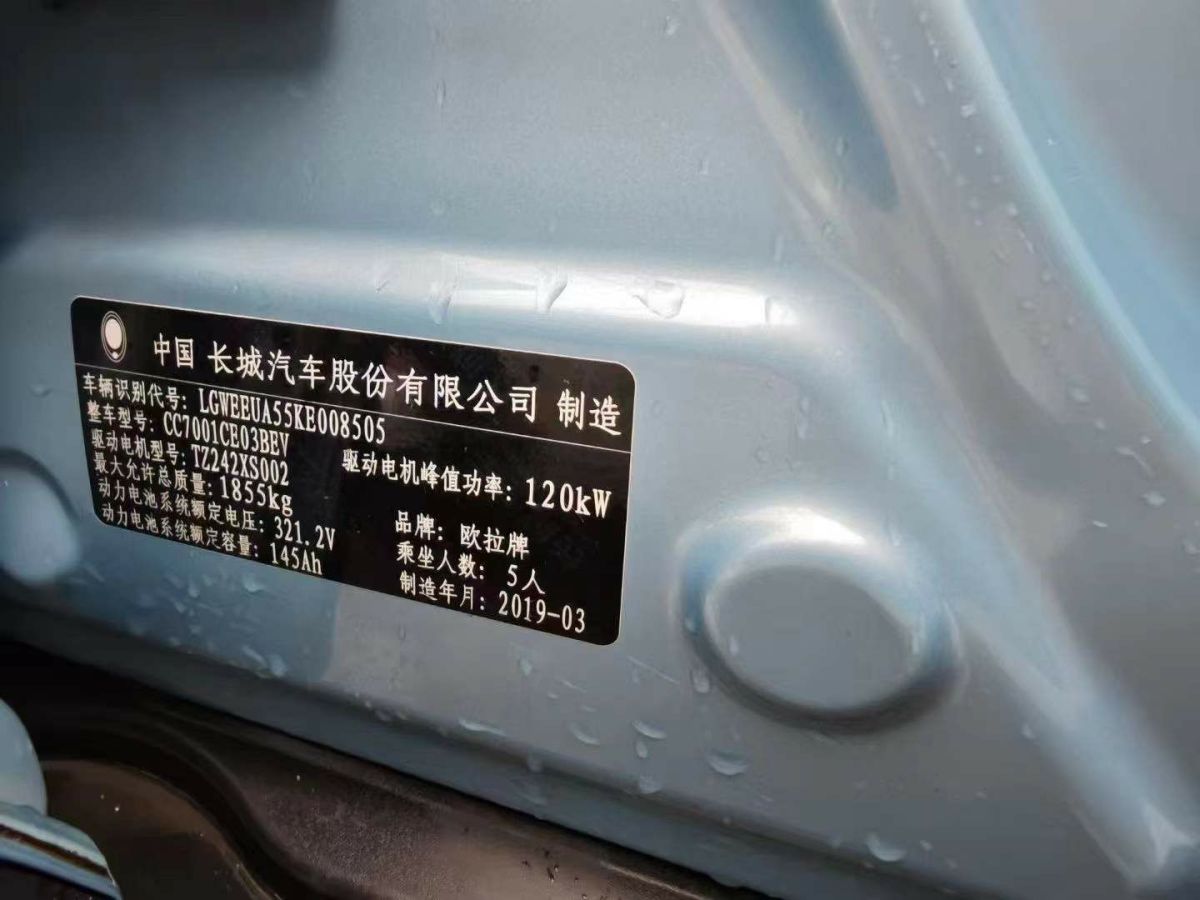 中国 长城汽车股份有限公司 制造
车辆识别代号: LGWEEUA55KE008505
整车型号: CC7001CE03BEV
驱动电机型号: TZ242XS002 驱动电机峰值功率: 120kW
最大允许总质量: 1855kg
动力电池系统额定电压: 321.2V 品牌: 欧拉牌
动力电池系统额定容量: 145Ah 乘坐人数: 5人
制造年月: 2019-03